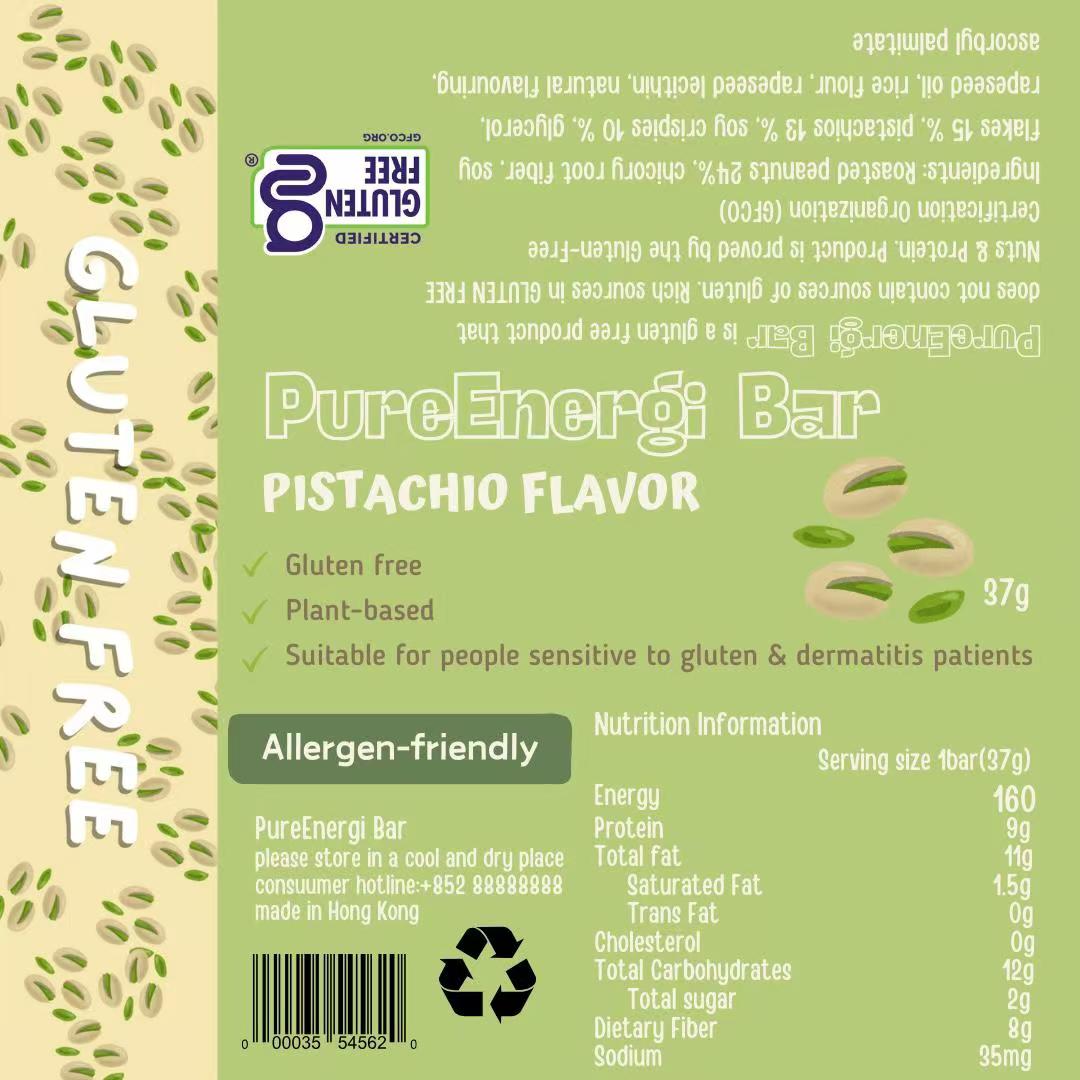 GLUTEN FREE
PureEnergi Bar is a gluten free product that
does not contain sources of gluten. Rich sources in GLUTEN FREE
Nuts & Protein. Product is proved by the Gluten-Free
Certification Organization (GFCO)
Ingredients: Roasted peanuts 24%, chicory root fiber, soy
flakes 15 %, pistachios 13 %, soy crispies 10 %, glycerol,
rapeseed oil, rice flour, rapeseed lecithin, natural flavouring,
ascorbyl palmitate
CERTIFIED
GLUTEN
FREE
®
GFCO.ORG
PureEnergi Bar
PISTACHIO FLAVOR
Gluten free
Plant-based
Suitable for people sensitive to gluten & dermatitis patients
37g
Allergen-friendly
PureEnergi Bar
please store in a cool and dry place
consuumer hotline:+852 88888888
made in Hong Kong
0 00035 54562 0
Nutrition Information
Serving size 1bar(37g)
Energy 160
Protein 9g
Total fat 11g
Saturated Fat 1.5g
Trans Fat 0g
Cholesterol 0g
Total Carbohydrates 12g
Total sugar 2g
Dietary Fiber 8g
Sodium 35mg